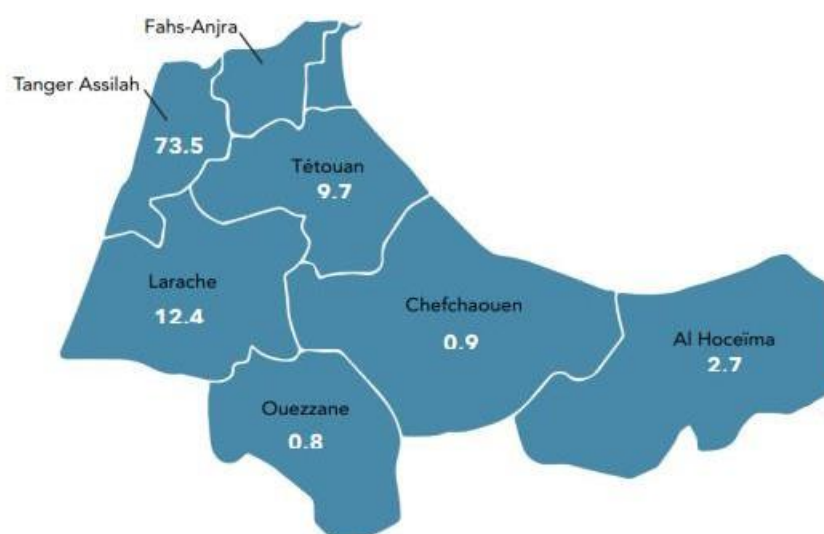 Fahs-Anjra
Tanger Assilah
73.5
Tétouan
9.7
Larache
12.4
Chefchaouen
0.9
Al Hoceïma
2.7
Ouezzane
0.8